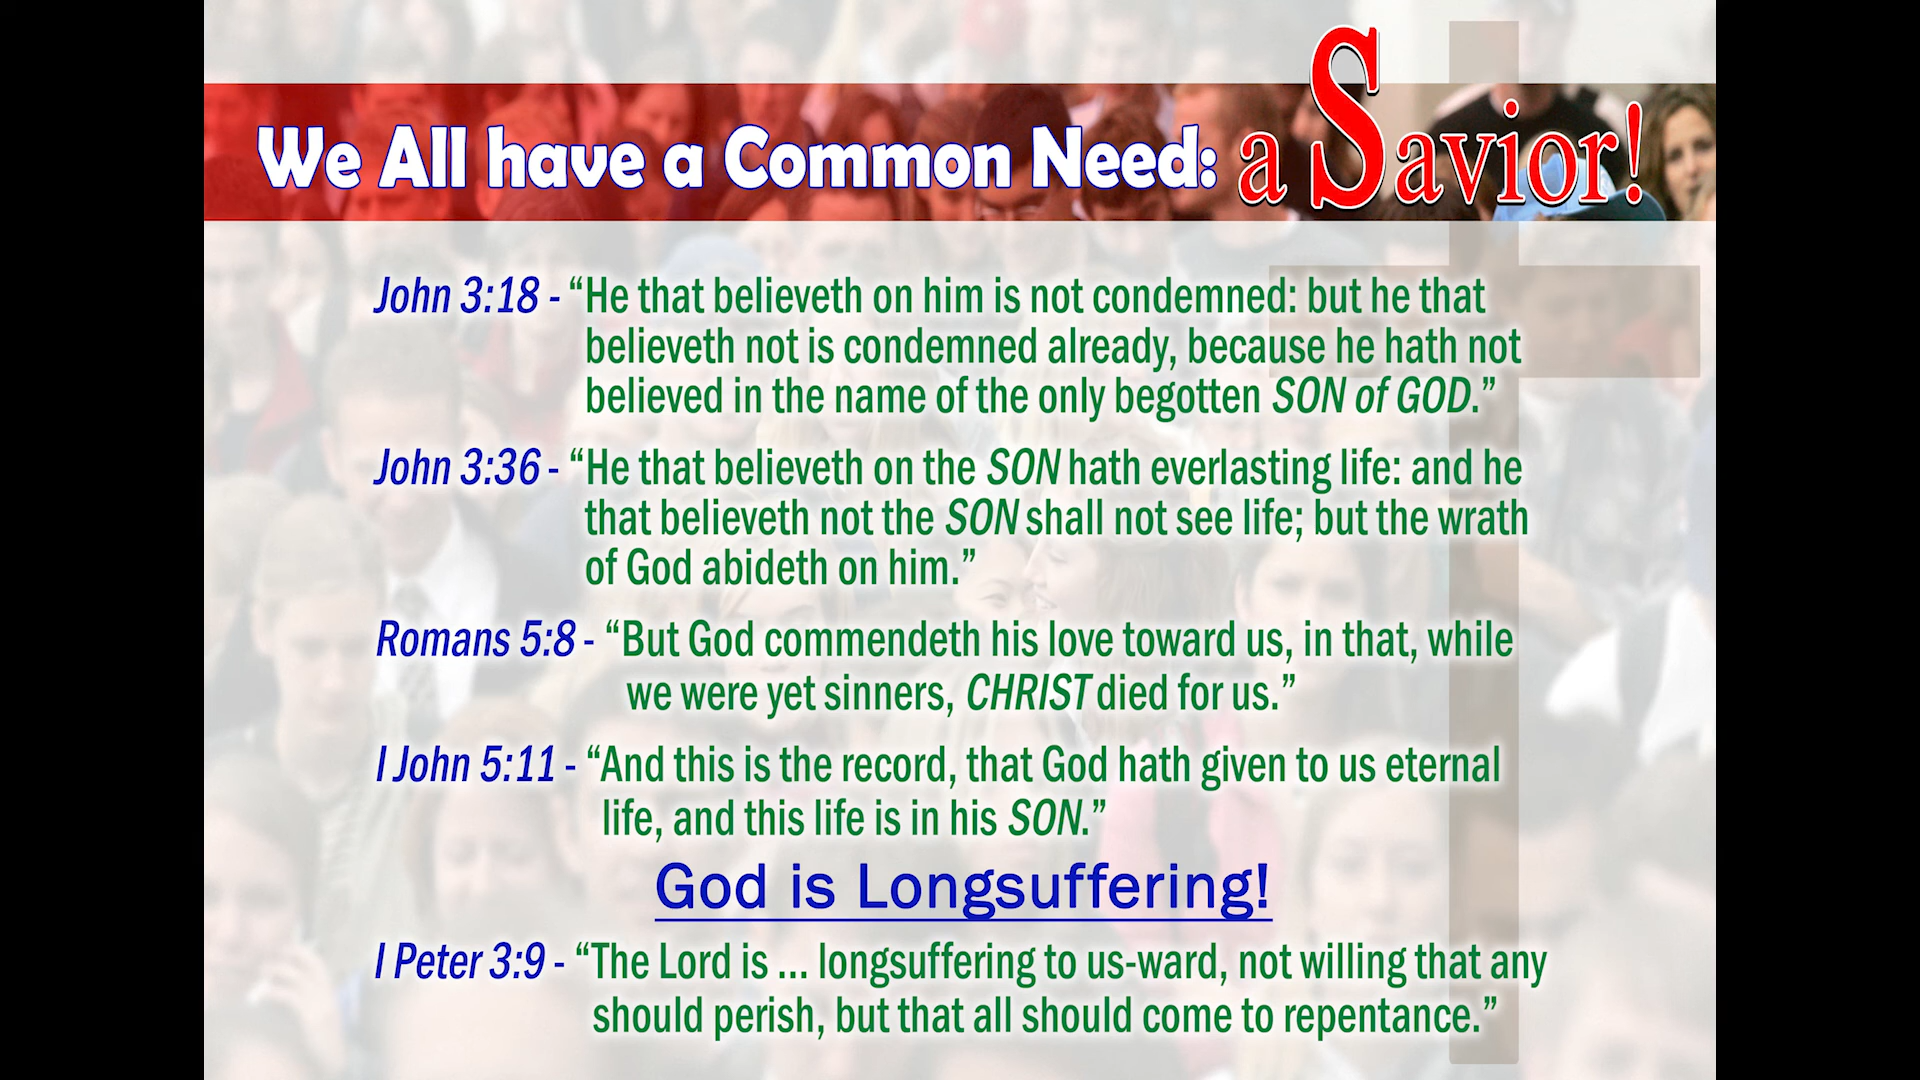 We All have a Common Need: a Savior!
John 3:18 - “He that believeth on him is not condemned: but he that
believeth not is condemned already, because he hath not
believed in the name of the only begotten SON of GOD.”
John 3:36 - “He that believeth on the SON hath everlasting life: and he
that believeth not the SON shall not see life; but the wrath
of God abideth on him.”
Romans 5:8 - “But God commendeth his love toward us, in that, while
we were yet sinners, CHRIST died for us.”
I John 5:11 - “And this is the record, that God hath given to us eternal
life, and this life is in his SON.”
God is Longsuffering!
I Peter 3:9 - “The Lord is ... longsuffering to us-ward, not willing that any
should perish, but that all should come to repentance.”